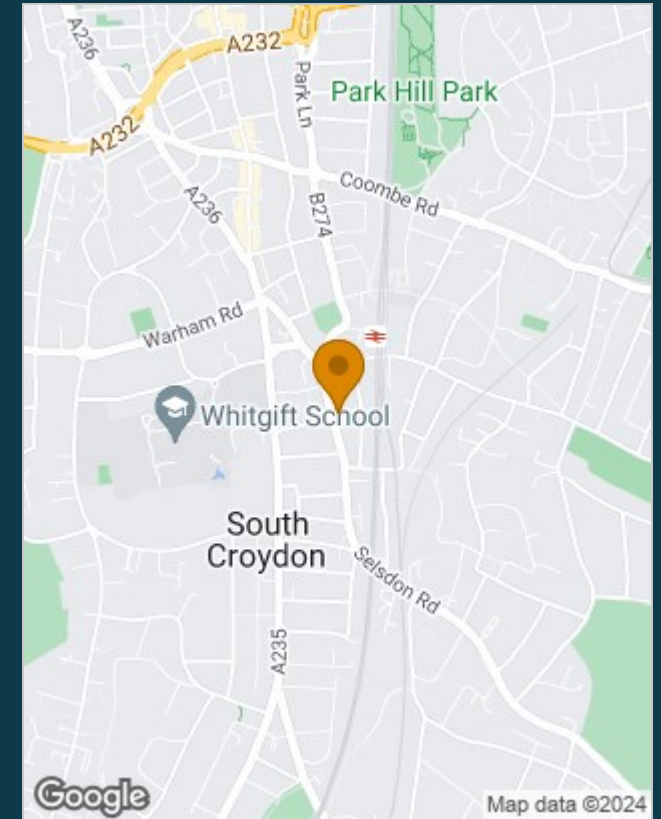 A236
A232
A232
Park Ln
Park Hill Park
A236
B274
Coombe Rd
Warham Rd
Whitgift School
South
Croydon
Selsdon Rd
A235
Google
Map data ©2024